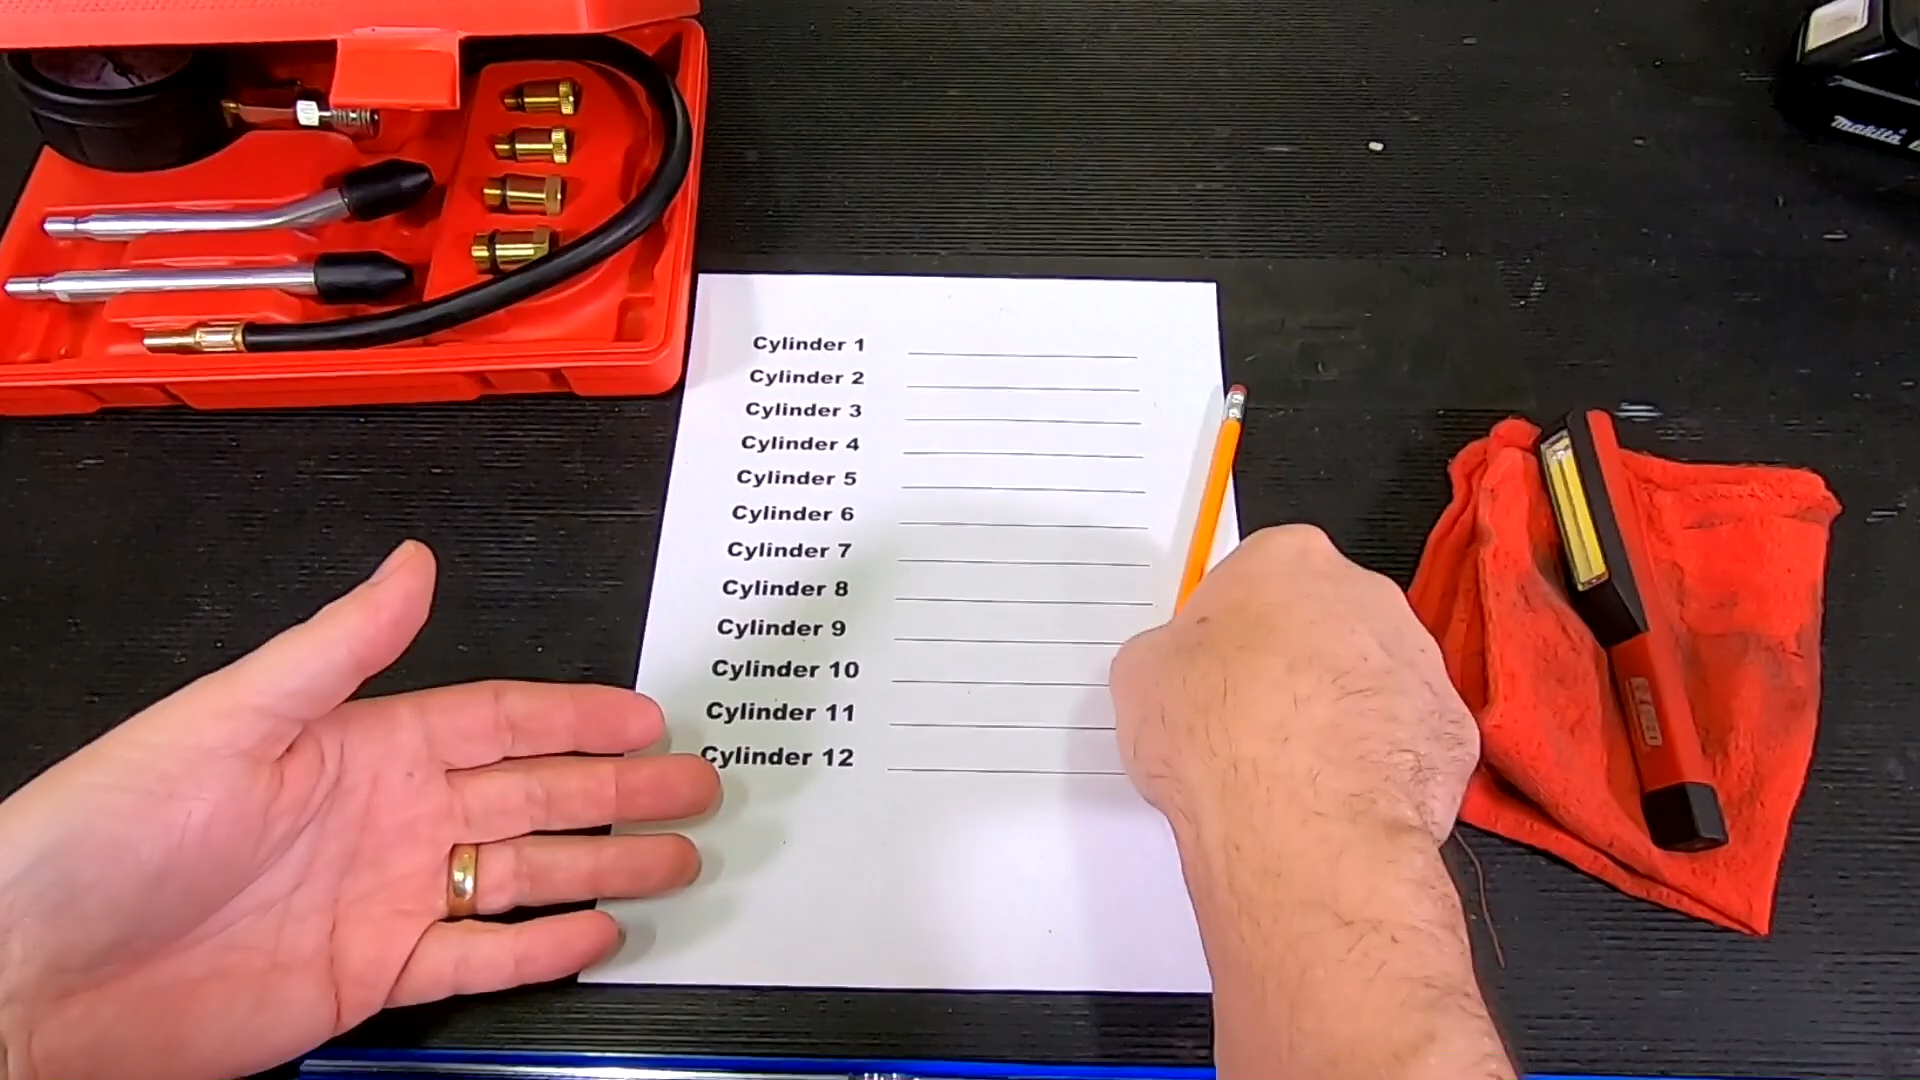 makita
Cylinder 1
Cylinder 2
Cylinder 3
Cylinder 4
Cylinder 5
Cylinder 6
Cylinder 7
Cylinder 8
Cylinder 9
Cylinder 10
Cylinder 11
Cylinder 12